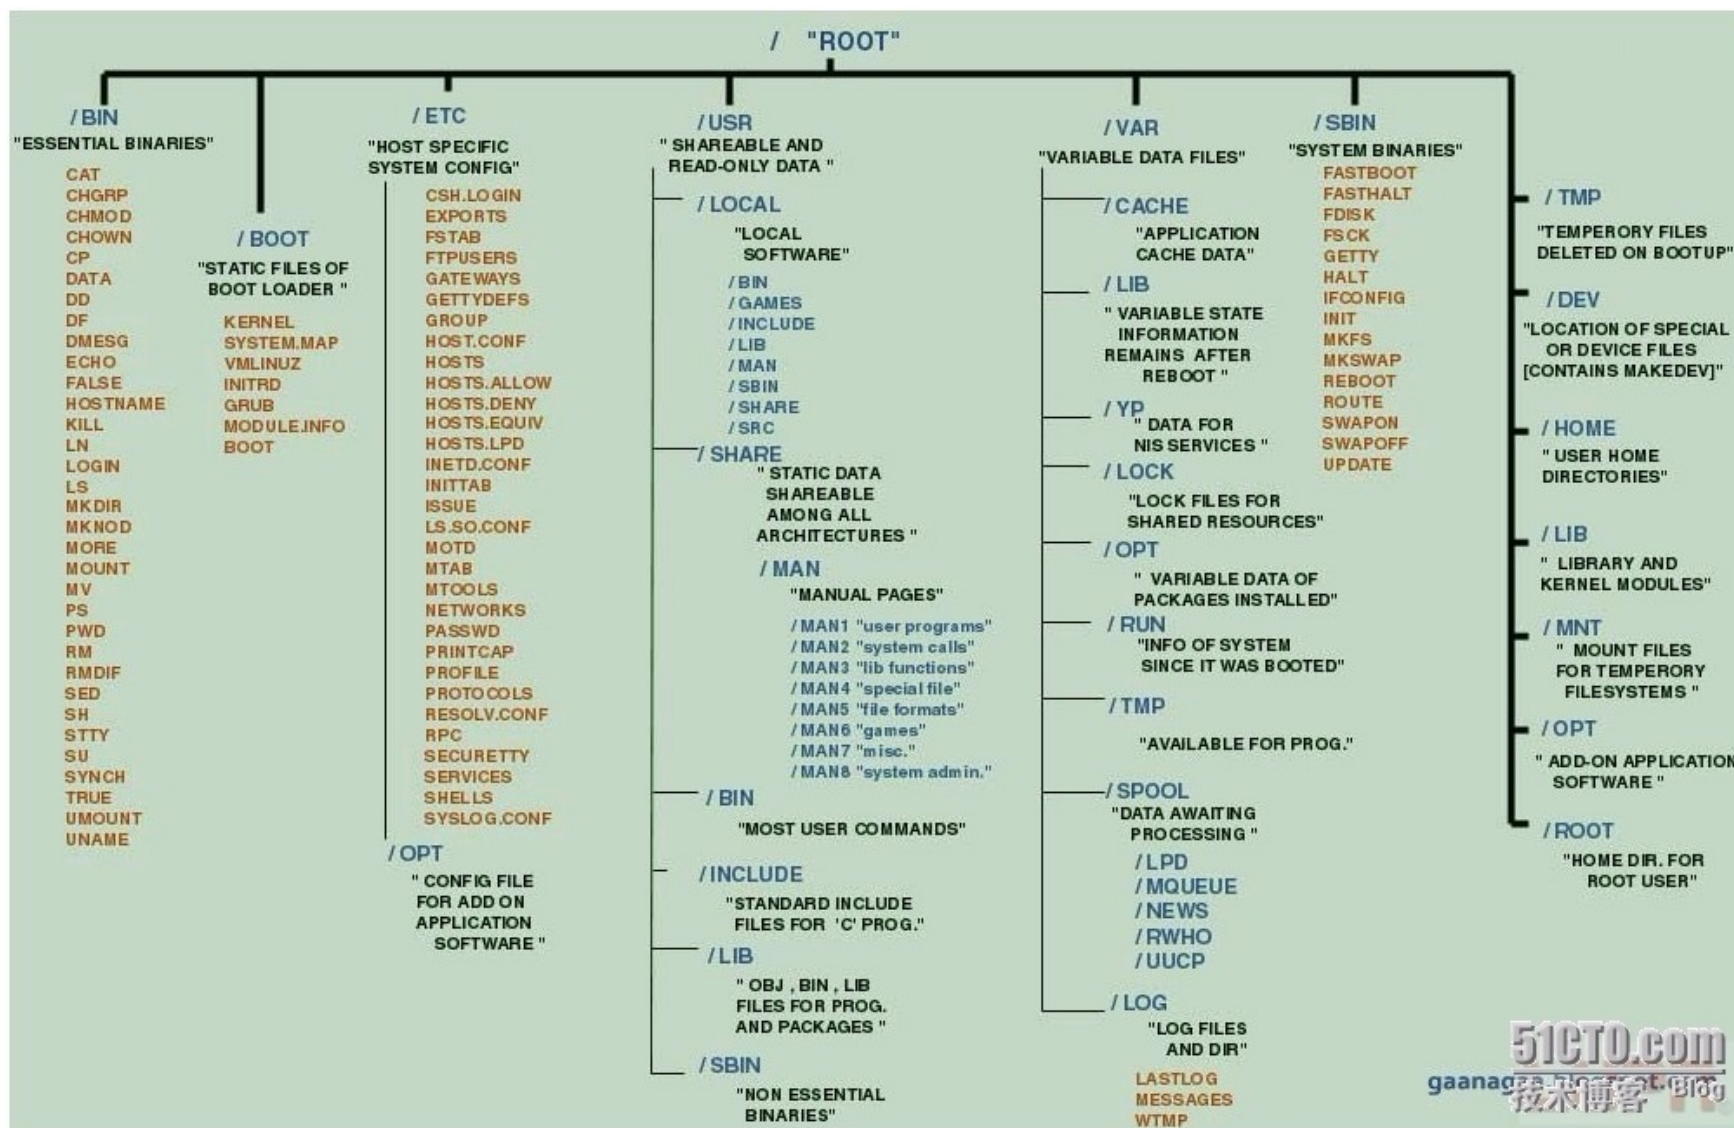 / "ROOT"
/BIN
"ESSENTIAL BINARIES"
CAT
CHGRP
CHMOD
CHOWN
CP
DATA
DD
DF
DMESG
ECHO
FALSE
HOSTNAME
KILL
LN
LOGIN
LS
MKDIR
MKNOD
MORE
MOUNT
MV
PS
PWD
RM
RMDIF
SED
SH
STTY
SU
SYNCH
TRUE
UMOUNT
UNAME
/BOOT
"STATIC FILES OF
BOOT LOADER "
KERNEL
SYSTEM.MAP
VMLINUZ
INITRD
GRUB
MODULE.INFO
BOOT
/ETC
"HOST SPECIFIC
SYSTEM CONFIG"
CSH.LOGIN
EXPORTS
FSTAB
FTPUSERS
GATEWAYS
GETTYDEFS
GROUP
HOST.CONF
HOSTS
HOSTS.ALLOW
HOSTS.DENY
HOSTS.EQUIV
HOSTS.LPD
INETD.CONF
INITTAB
ISSUE
LS.SO.CONF
MOTD
MTAB
MTOOLS
NETWORKS
PASSWD
PRINTCAP
PROFILE
PROTOCOLS
RESOLV.CONF
RPC
SECURETTY
SERVICES
SHELLS
SYSLOG.CONF
/OPT
" CONFIG FILE
FOR ADD ON
APPLICATION
SOFTWARE "
/USR
" SHAREABLE AND
READ-ONLY DATA "
/LOCAL
"LOCAL
SOFTWARE"
/BIN
/GAMES
/INCLUDE
/LIB
/MAN
/SBIN
/SHARE
/SRC
/SHARE
" STATIC DATA
SHAREABLE
AMONG ALL
ARCHITECTURES "
/MAN
"MANUAL PAGES"
/MAN1 "user programs"
/MAN2 "system calls"
/MAN3 "lib functions"
/MAN4 "special file"
/MAN5 "file formats"
/MAN6 "games"
/MAN7 "misc."
/MAN8 "system admin."
/BIN
"MOST USER COMMANDS"
/INCLUDE
"STANDARD INCLUDE
FILES FOR 'C' PROG."
/LIB
" OBJ , BIN , LIB
FILES FOR PROG.
AND PACKAGES "
/SBIN
"NON ESSENTIAL
BINARIES"
/VAR
"VARIABLE DATA FILES"
/CACHE
"APPLICATION
CACHE DATA"
/LIB
" VARIABLE STATE
INFORMATION
REMAINS AFTER
REBOOT "
/YP
" DATA FOR
NIS SERVICES "
/LOCK
"LOCK FILES FOR
SHARED RESOURCES"
/OPT
" VARIABLE DATA OF
PACKAGES INSTALLED"
/RUN
"INFO OF SYSTEM
SINCE IT WAS BOOTED"
/TMP
"AVAILABLE FOR PROG."
/SPOOL
"DATA AWAITING
PROCESSING "
/LPD
/MQUEUE
/NEWS
/RWHO
/UUCP
/LOG
"LOG FILES
AND DIR"
LASTLOG
MESSAGES
WTMP
/SBIN
"SYSTEM BINARIES"
FASTBOOT
FASTHALT
FDISK
FSCK
GETTY
HALT
IFCONFIG
INIT
MKFS
MKSWAP
REBOOT
ROUTE
SWAPON
SWAPOFF
UPDATE
/TMP
"TEMPERORY FILES
DELETED ON BOOTUP"
/DEV
"LOCATION OF SPECIAL
OR DEVICE FILES
[CONTAINS MAKEDEV]"
/HOME
" USER HOME
DIRECTORIES"
/LIB
" LIBRARY AND
KERNEL MODULES"
/MNT
" MOUNT FILES
FOR TEMPERORY
FILESYSTEMS "
/OPT
" ADD-ON APPLICATION
SOFTWARE "
/ROOT
"HOME DIR. FOR
ROOT USER"
51CTO.com
技术博客 Blog